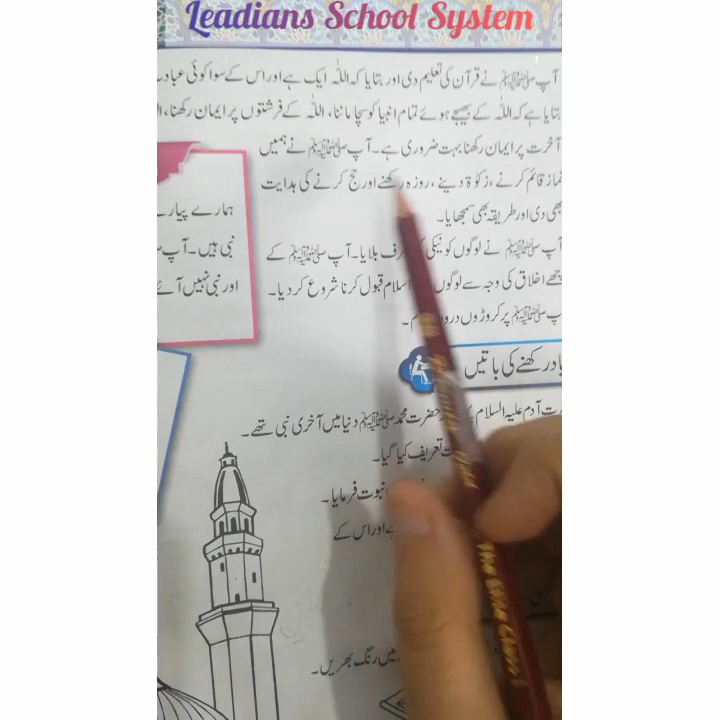 Leadians School System
آپ ﷺ نے قرآن کی تعلیم دی اور بتایا کہ اللہ ایک ہے اور اس کے سوا کوئی
بتایا ہے کہ اللہ کے بھیجے ہوئے تمام انبیا کو سچا ماننا، اللہ کے فرشتوں پر ایمان رکھنا،
آخرت پر ایمان رکھنا بہت ضروری ہے۔ آپ ﷺ نے ہمیں
نماز قائم کرنے، زکوٰۃ دینے، روزہ رکھنے اور حج کرنے کی ہدایت
بھی دی اور طریقہ بھی سمجھایا۔
آپ ﷺ نے لوگوں کو نیکی کی طرف بلایا۔ آپ ﷺ کے
اچھے اخلاق کی وجہ سے لوگوں اسلام قبول کرنا شروع کر دیا۔
آپ ﷺ پر کروڑوں درود
ہمارے پیارے
نبی ہیں۔ آپ
اور نبی نہیں آئے
یاد رکھنے کی باتیں
آدم علیہ السلام حضرت محمد ﷺ دنیا میں آخری نبی تھے۔
تعریف کیا گیا۔
نبوت فرمایا۔
اور اس کے
میں رنگ بھریں۔